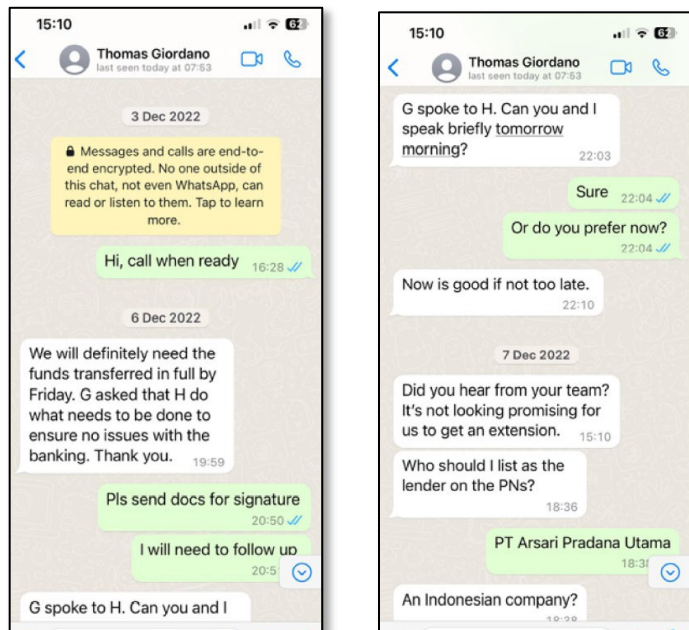 15:10
62
Thomas Giordano
last seen today at 07:53
3 Dec 2022
Messages and calls are end-to-
end encrypted. No one outside of
this chat, not even WhatsApp, can
read or listen to them. Tap to learn
more.
Hi, call when ready
16:28
6 Dec 2022
We will definitely need the
funds transferred in full by
Friday. G asked that H do
what needs to be done to
ensure no issues with the
banking. Thank you.
19:59
Pls send docs for signature
20:50
I will need to follow up
G spoke to H. Can you and I
15:10
62
Thomas Giordano
last seen today at 07:53
G spoke to H. Can you and I
speak briefly tomorrow
morning?
22:03
Sure
22:04
Or do you prefer now?
22:04
Now is good if not too late.
22:10
7 Dec 2022
Did you hear from your team?
It's not looking promising for
us to get an extension.
15:10
Who should I list as the
lender on the PNs?
18:36
PT Arsari Pradana Utama
An Indonesian company?